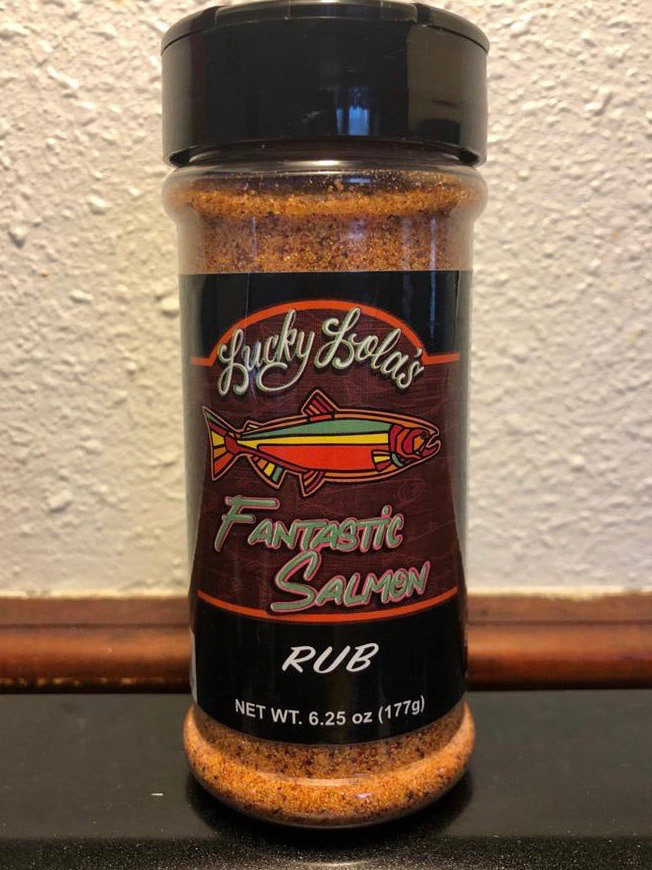 Lucky Lola's
FANTASTIC
SALMON
RUB
NET WT. 6.25 oz (177g)